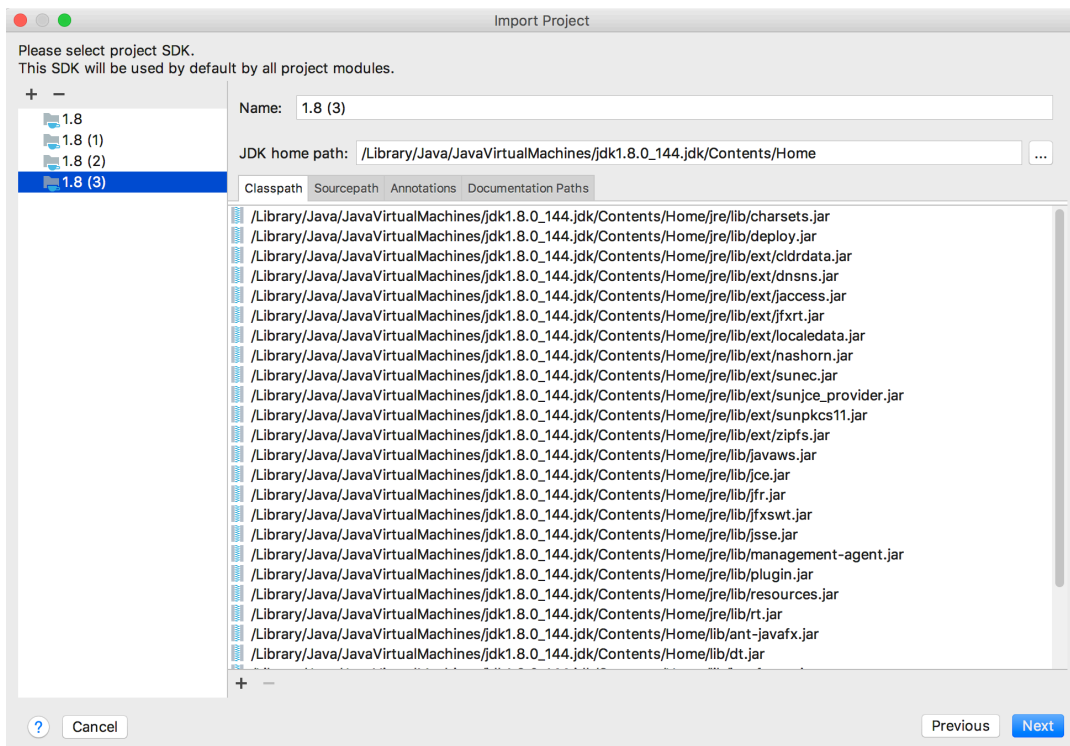 Import Project
Please select project SDK.
This SDK will be used by default by all project modules.
+ −
1.8
1.8 (1)
1.8 (2)
1.8 (3)
Name: 1.8 (3)
JDK home path: /Library/Java/JavaVirtualMachines/jdk1.8.0_144.jdk/Contents/Home ...
Classpath Sourcepath Annotations Documentation Paths
/Library/Java/JavaVirtualMachines/jdk1.8.0_144.jdk/Contents/Home/jre/lib/charsets.jar
/Library/Java/JavaVirtualMachines/jdk1.8.0_144.jdk/Contents/Home/jre/lib/deploy.jar
/Library/Java/JavaVirtualMachines/jdk1.8.0_144.jdk/Contents/Home/jre/lib/ext/cldrdata.jar
/Library/Java/JavaVirtualMachines/jdk1.8.0_144.jdk/Contents/Home/jre/lib/ext/dnsns.jar
/Library/Java/JavaVirtualMachines/jdk1.8.0_144.jdk/Contents/Home/jre/lib/ext/jaccess.jar
/Library/Java/JavaVirtualMachines/jdk1.8.0_144.jdk/Contents/Home/jre/lib/ext/jfxrt.jar
/Library/Java/JavaVirtualMachines/jdk1.8.0_144.jdk/Contents/Home/jre/lib/ext/localedata.jar
/Library/Java/JavaVirtualMachines/jdk1.8.0_144.jdk/Contents/Home/jre/lib/ext/nashorn.jar
/Library/Java/JavaVirtualMachines/jdk1.8.0_144.jdk/Contents/Home/jre/lib/ext/sunec.jar
/Library/Java/JavaVirtualMachines/jdk1.8.0_144.jdk/Contents/Home/jre/lib/ext/sunjce_provider.jar
/Library/Java/JavaVirtualMachines/jdk1.8.0_144.jdk/Contents/Home/jre/lib/ext/sunpkcs11.jar
/Library/Java/JavaVirtualMachines/jdk1.8.0_144.jdk/Contents/Home/jre/lib/ext/zipfs.jar
/Library/Java/JavaVirtualMachines/jdk1.8.0_144.jdk/Contents/Home/jre/lib/javaws.jar
/Library/Java/JavaVirtualMachines/jdk1.8.0_144.jdk/Contents/Home/jre/lib/jce.jar
/Library/Java/JavaVirtualMachines/jdk1.8.0_144.jdk/Contents/Home/jre/lib/jfr.jar
/Library/Java/JavaVirtualMachines/jdk1.8.0_144.jdk/Contents/Home/jre/lib/jfxswt.jar
/Library/Java/JavaVirtualMachines/jdk1.8.0_144.jdk/Contents/Home/jre/lib/jsse.jar
/Library/Java/JavaVirtualMachines/jdk1.8.0_144.jdk/Contents/Home/jre/lib/management-agent.jar
/Library/Java/JavaVirtualMachines/jdk1.8.0_144.jdk/Contents/Home/jre/lib/plugin.jar
/Library/Java/JavaVirtualMachines/jdk1.8.0_144.jdk/Contents/Home/jre/lib/resources.jar
/Library/Java/JavaVirtualMachines/jdk1.8.0_144.jdk/Contents/Home/jre/lib/rt.jar
/Library/Java/JavaVirtualMachines/jdk1.8.0_144.jdk/Contents/Home/lib/ant-javafx.jar
/Library/Java/JavaVirtualMachines/jdk1.8.0_144.jdk/Contents/Home/lib/dt.jar
+ −
? Cancel Previous Next